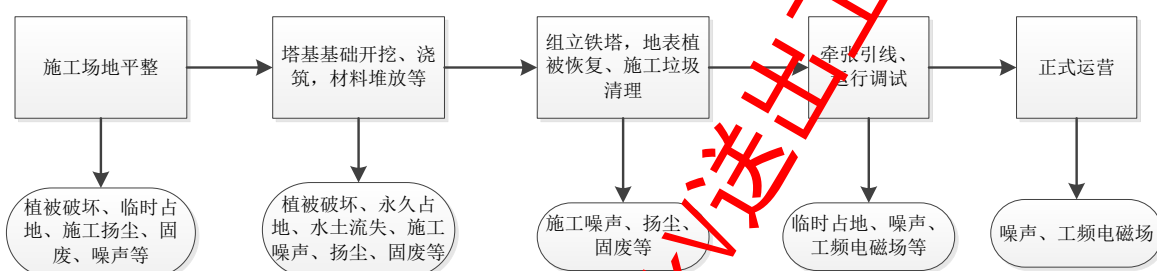 施工场地平整
塔基基础开挖、浇
筑，材料堆放等
组立铁塔，地表植
被恢复、施工垃圾
清理
牵张引线、
运行调试
正式运营
植被破坏、临时占
地、施工扬尘、固
废、噪声等
植被破坏、永久占
地、水土流失、施工
噪声、扬尘、固废等
施工噪声、扬尘、
固废等
临时占地、噪声、
工频电磁场等
噪声、工频电磁场
V送出工